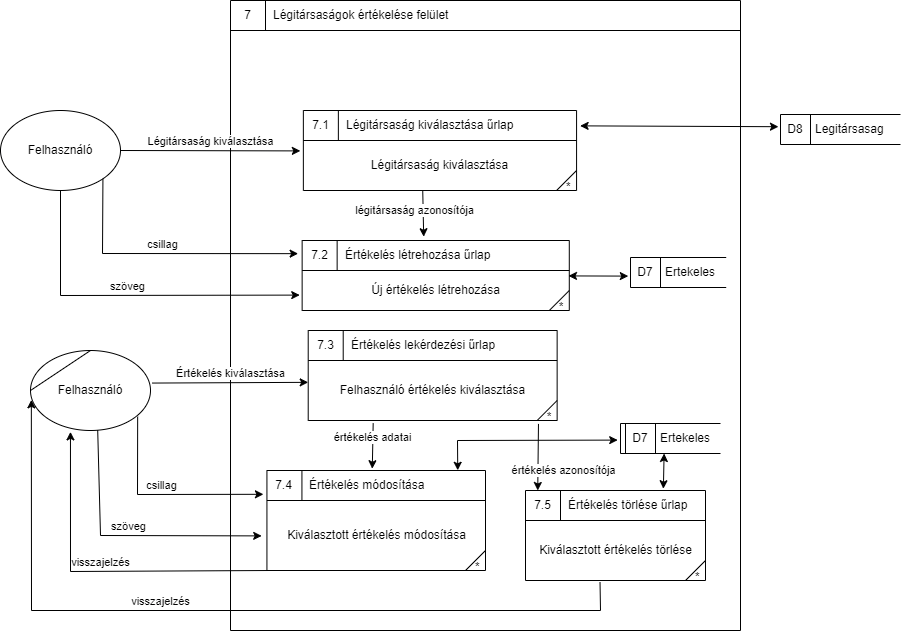 7 Légitársaságok értékelése felület
7.1 Légitársaság kiválasztása űrlap
D8 Legitársasag
Felhasználó
Légitársaság kiválasztása
Légitársaság kiválasztása
*
légitársaság azonosítója
csillag
7.2 Értékelés létrehozása űrlap
D7 Ertekeles
szöveg
Új értékelés létrehozása
*
7.3 Értékelés lekérdezési űrlap
Értékelés kiválasztása
Felhasználó
Felhasználó értékelés kiválasztása
*
értékelés adatai
D7 Ertekeles
értékelés azonosítója
csillag
7.4 Értékelés módosítása
7.5 Értékelés törlése űrlap
szöveg
Kiválasztott értékelés módosítása
*
Kiválasztott értékelés törlése
*
visszajelzés
visszajelzés